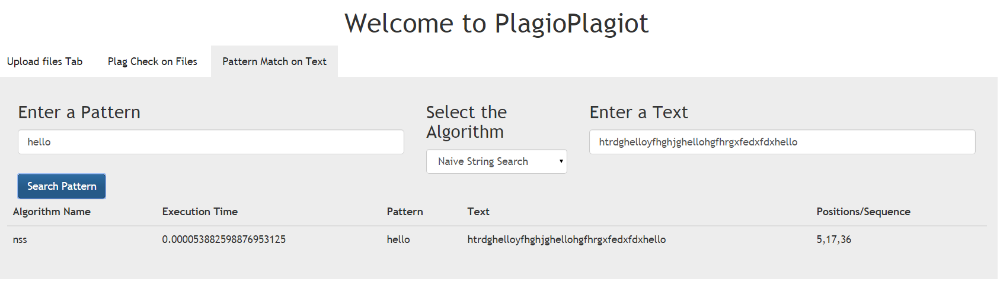 Welcome to PlagioPlagiot
Upload files Tab
Plag Check on Files
Pattern Match on Text
Enter a Pattern
hello
Select the
Algorithm
Naive String Search
Enter a Text
htrdghelloyfhghjghellohgfhrgxfedxfdxhello
Search Pattern
Algorithm Name Execution Time Pattern Text Positions/Sequence
nss 0.000053882598876953125 hello htrdghelloyfhghjghellohgfhrgxfedxfdxhello 5,17,36